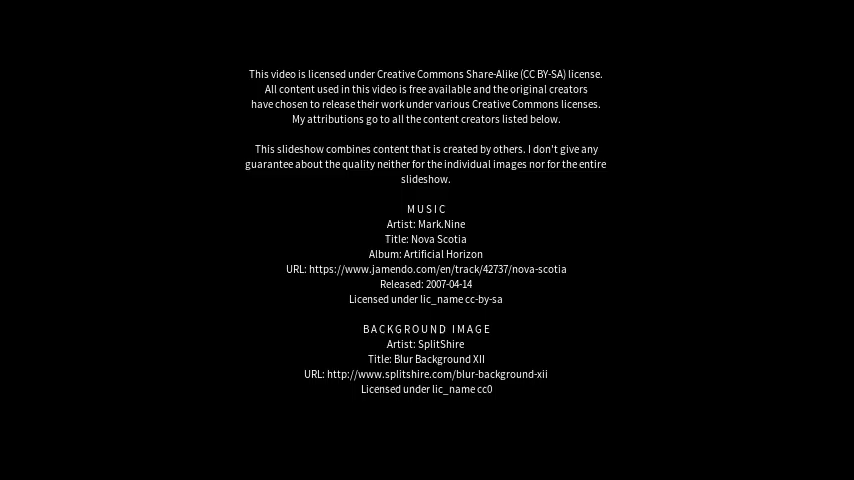 This video is licensed under Creative Commons Share-Alike (CC BY-SA) license.
All content used in this video is free available and the original creators
have chosen to release their work under various Creative Commons licenses.
My attributions go to all the content creators listed below.
This slideshow combines content that is created by others. I don't give any
guarantee about the quality neither for the individual images nor for the entire
slideshow.
MUSIC
Artist: Mark.Nine
Title: Nova Scotia
Album: Artificial Horizon
URL: https://www.jamendo.com/en/track/42737/nova-scotia
Released: 2007-04-14
Licensed under lic_name cc-by-sa
BACKGROUND IMAGE
Artist: SplitShire
Title: Blur Background XII
URL: http://www.splitshire.com/blur-background-xii
Licensed under lic_name cc0